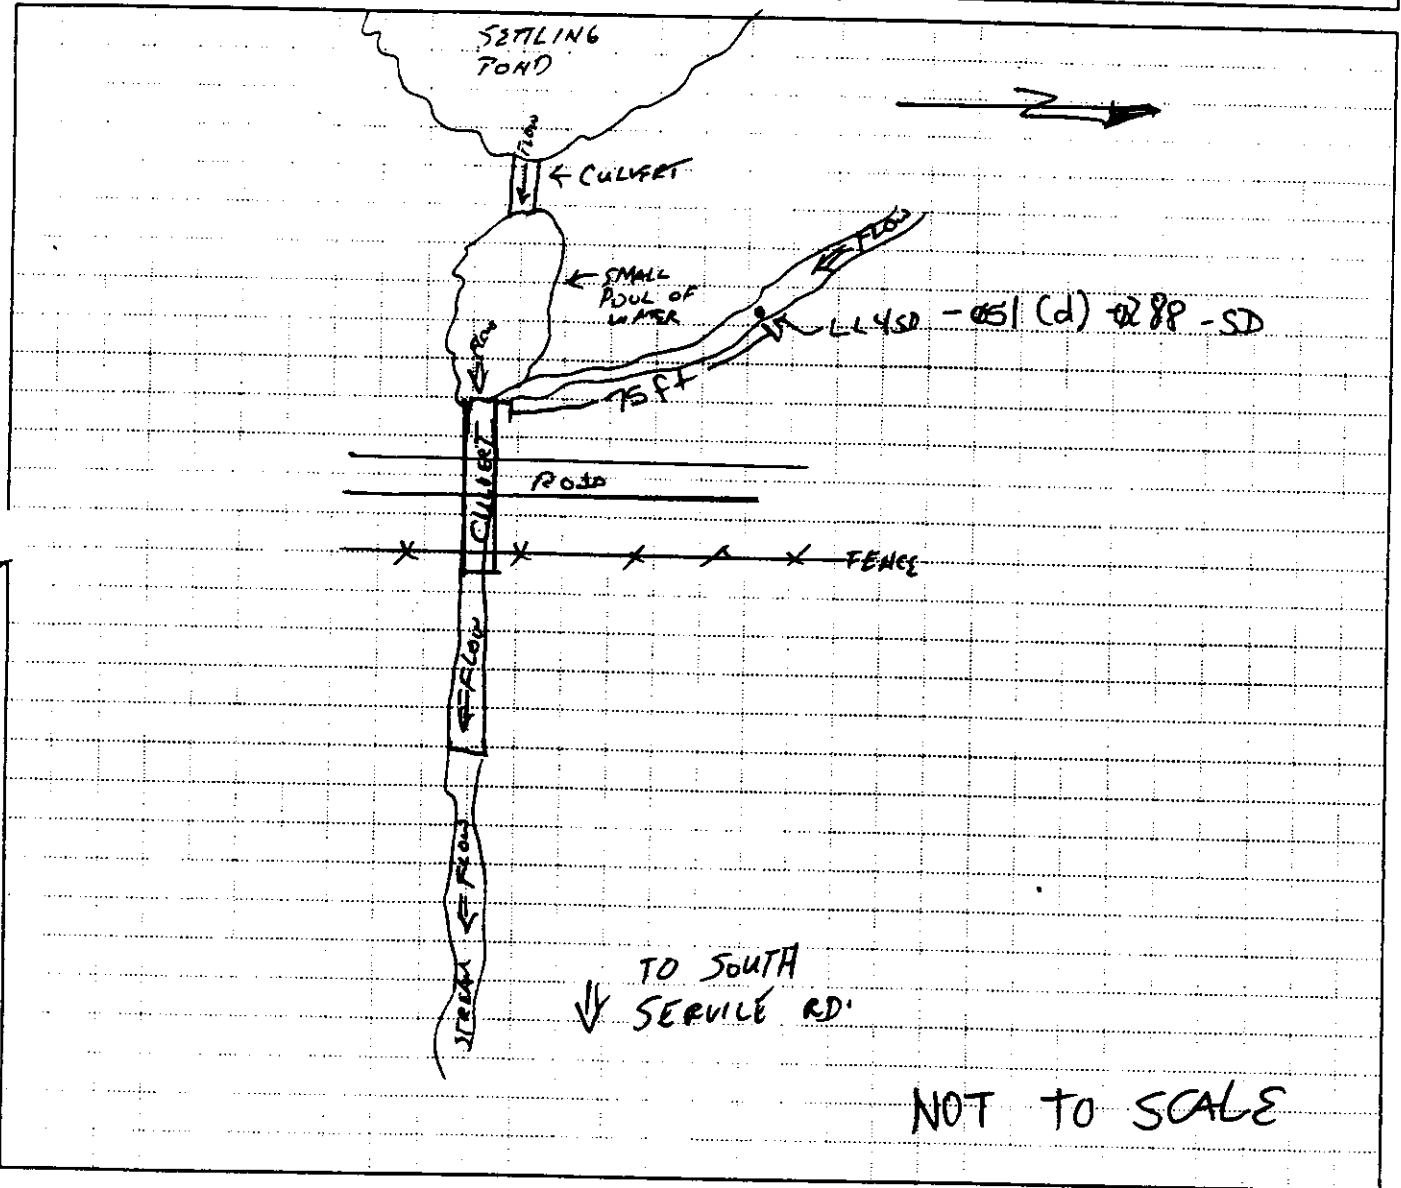 SETTLING
POND
FLOW
← CULVERT
FLOW
← SMALL
POOL OF
WATER
LL4SD -051 (d) -0288 -SD
FLOW
75 ft
CULVERT
ROAD
FENCE
← FLOW
← FLOW
STREAM
TO SOUTH
SERVICE RD.
NOT TO SCALE